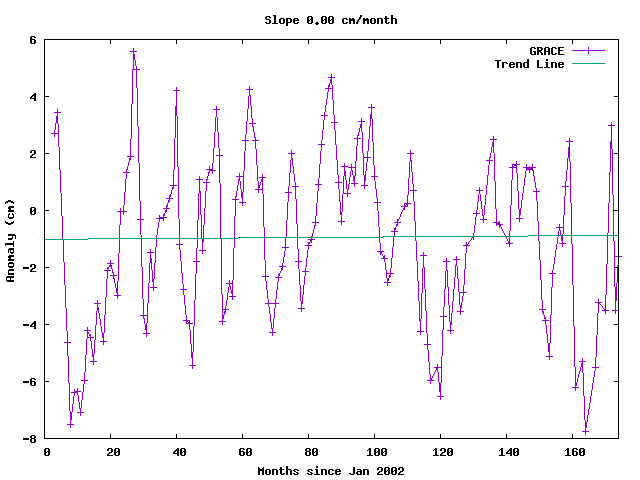 Slope 0.00 cm/month
GRACE
Trend Line
6
4
2
0
-2
-4
-6
-8
Anomaly (cm)
0 20 40 60 80 100 120 140 160
Months since Jan 2002